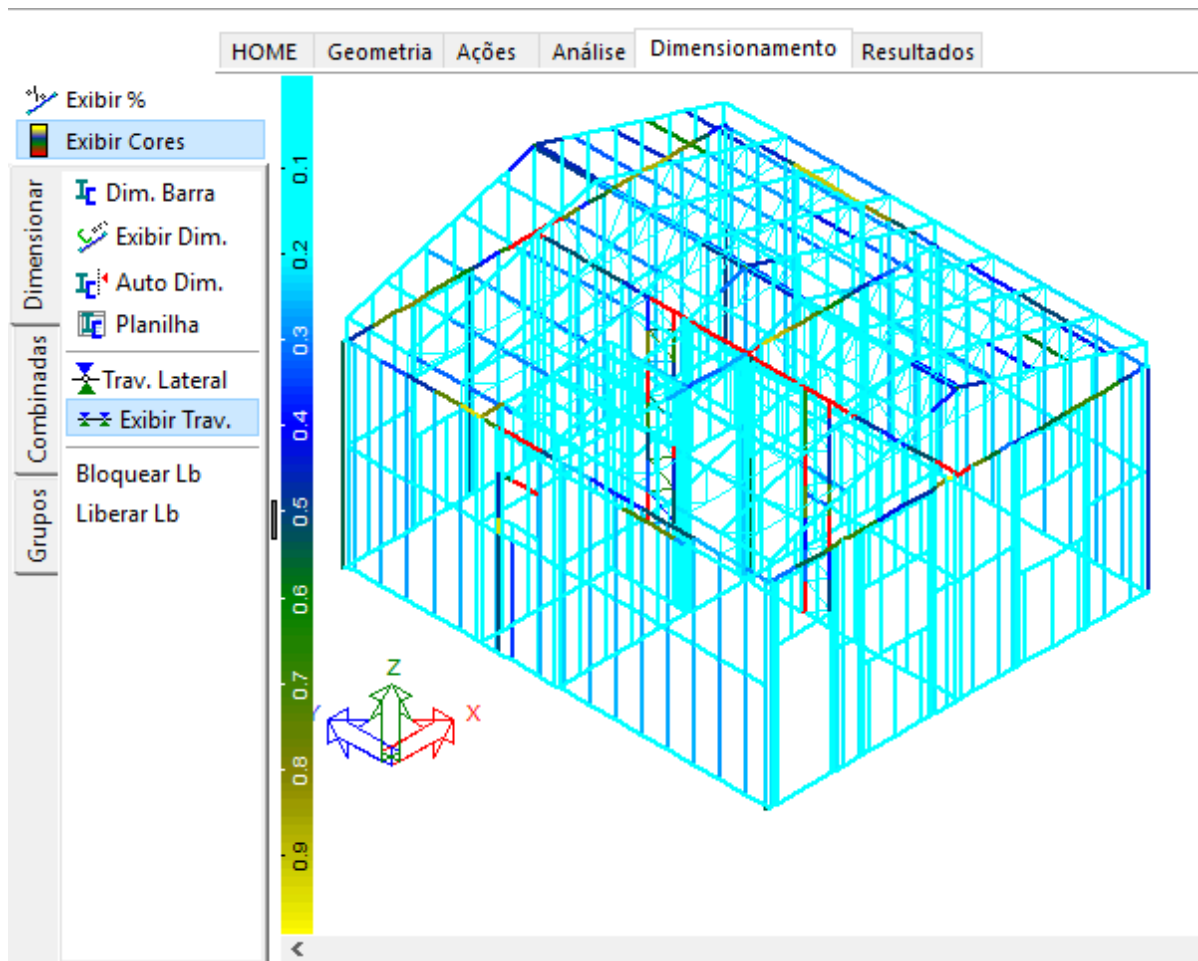 HOME Geometria Ações Análise Dimensionamento Resultados
Exibir %
Exibir Cores
Dimensionar
Combinadas
Grupos
Dim. Barra
Exibir Dim.
Auto Dim.
Planilha
Trav. Lateral
Exibir Trav.
Bloquear Lb
Liberar Lb
0.1
0.2
0.3
0.4
0.5
0.6
0.7
0.8
0.9
Z
Y
X